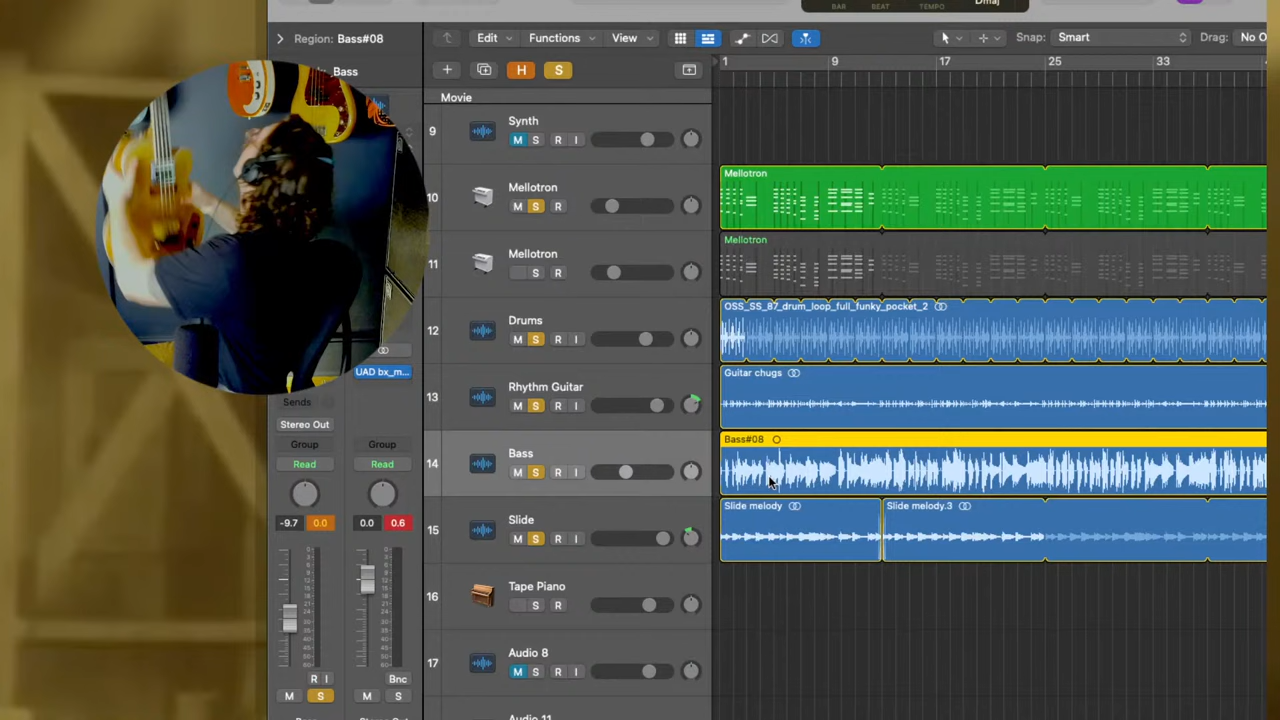 BAR BEAT TEMPO Dmaj
Region: Bass#08
Edit Functions View Snap: Smart Drag: No O
Bass
H S
1 9 17 25 33
Movie
9 Synth
M S R I
10 Mellotron
M S R
Mellotron
11 Mellotron
S R
Mellotron
12 Drums
M S R I
OSS_SS_87_drum_loop_full_funky_pocket_2
13 Rhythm Guitar
M S R I
Guitar chugs
14 Bass
M S R I
Bass#08
15 Slide
M S R I
Slide melody
Slide melody.3
16 Tape Piano
S R
17 Audio 8
M S R I
Audio 11
UAD bx_m...
Sends
Stereo Out
Group Group
Read Read
-9.7 0.0 0.0 0.6
R I Bnc
M S M S